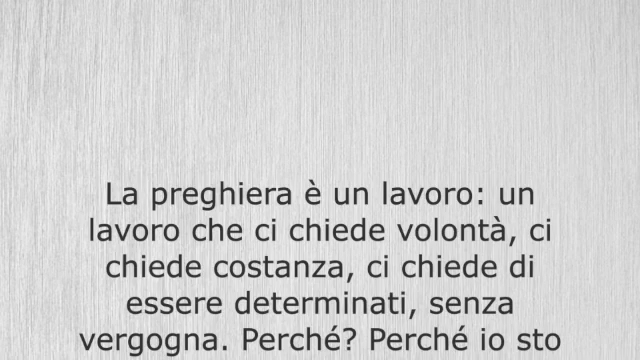 La preghiera è un lavoro: un
lavoro che ci chiede volontà, ci
chiede costanza, ci chiede di
essere determinati, senza
vergogna. Perché? Perché io sto